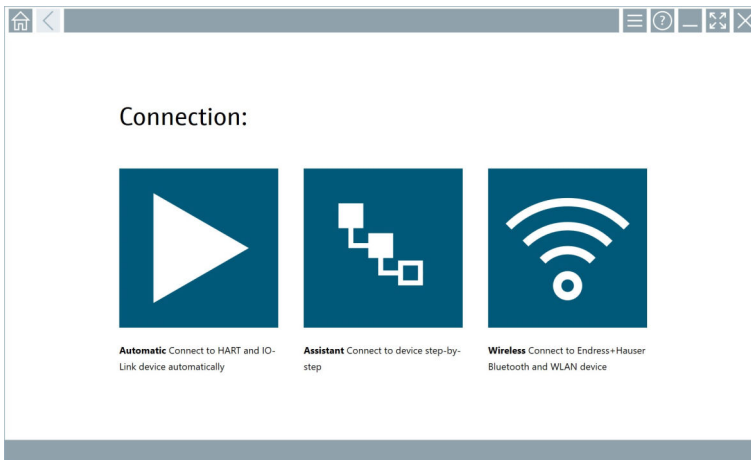 Connection:
Automatic Connect to HART and IO-
Link device automatically
Assistant Connect to device step-by-
step
Wireless Connect to Endress+Hauser
Bluetooth and WLAN device